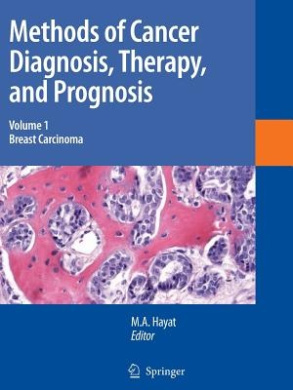 Methods of Cancer
Diagnosis, Therapy,
and Prognosis
Volume 1
Breast Carcinoma
M.A. Hayat
Editor
Springer